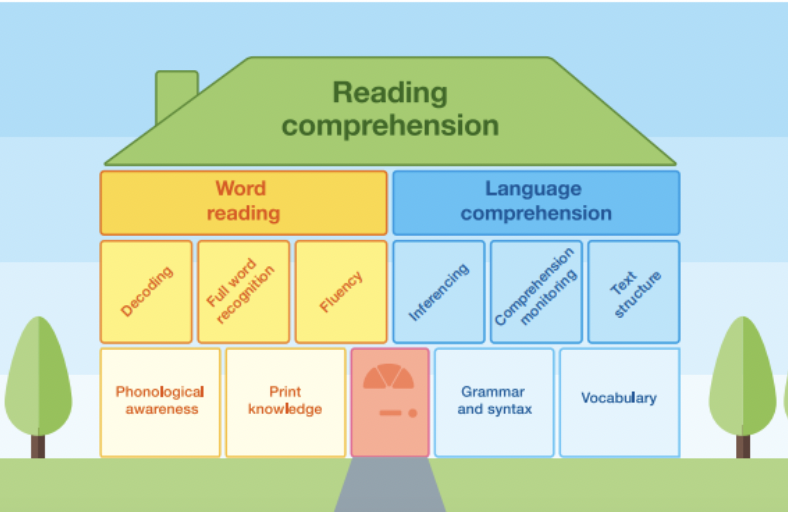 Reading
comprehension
Word
reading
Language
comprehension
Decoding
Full word
recognition
Fluency
Inferencing
Comprehension
monitoring
Text
structure
Phonological
awareness
Print
knowledge
Grammar
and syntax
Vocabulary